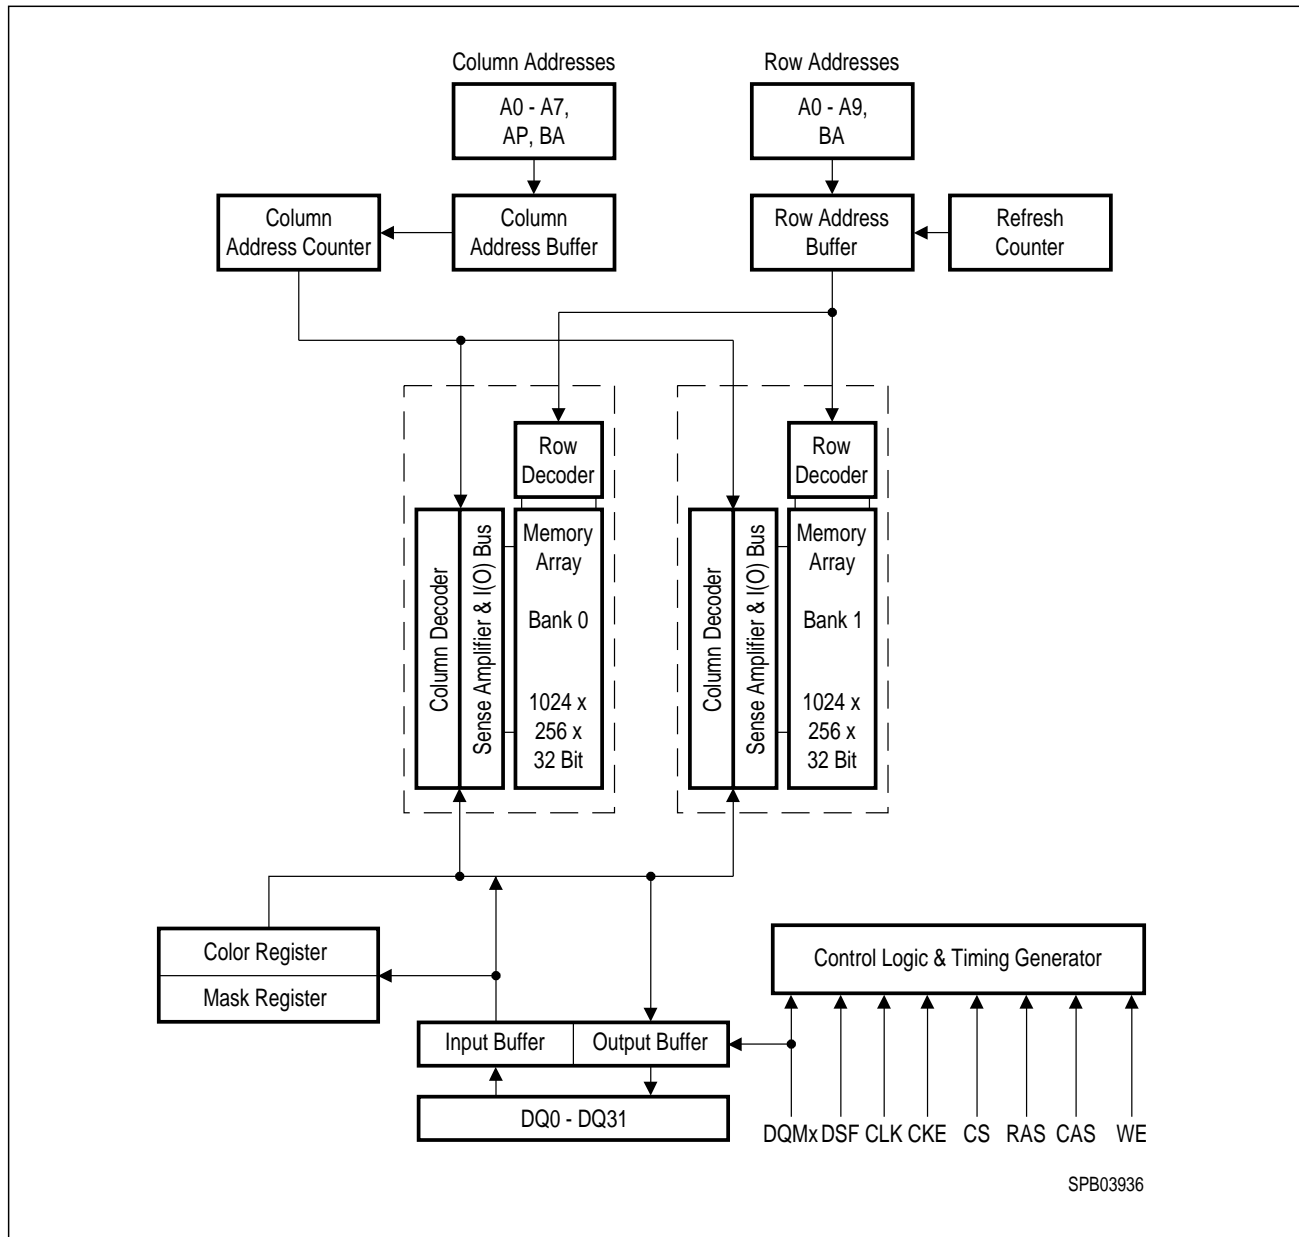 Column Addresses
Row Addresses
A0 - A7,
AP, BA
A0 - A9,
BA
Column
Address Counter
Column
Address Buffer
Row Address
Buffer
Refresh
Counter
Row
Decoder
Row
Decoder
Column Decoder
Sense Amplifier & I(O) Bus
Memory
Array
Bank 0
1024 x
256 x
32 Bit
Column Decoder
Sense Amplifier & I(O) Bus
Memory
Array
Bank 1
1024 x
256 x
32 Bit
Color Register
Mask Register
Control Logic & Timing Generator
Input Buffer
Output Buffer
DQ0 - DQ31
DQMx DSF CLK CKE CS RAS CAS WE
SPB03936